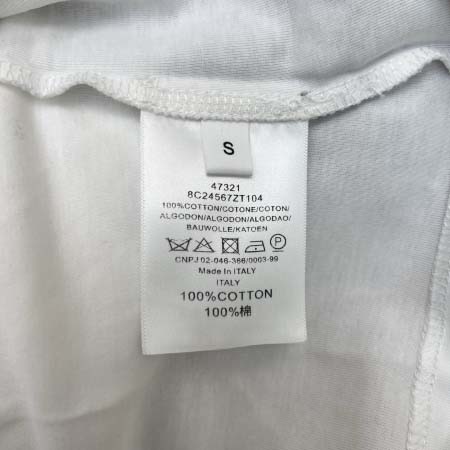 S
47321
8C24567ZT104
100%COTTON/COTONE/COTON/
ALGODON/ALGODON/ALGODAO/
BAUWOLLE/KATOEN
P
CNPJ 02-046-366/0003-99
Made In ITALY
ITALY
100%COTTON
100%棉